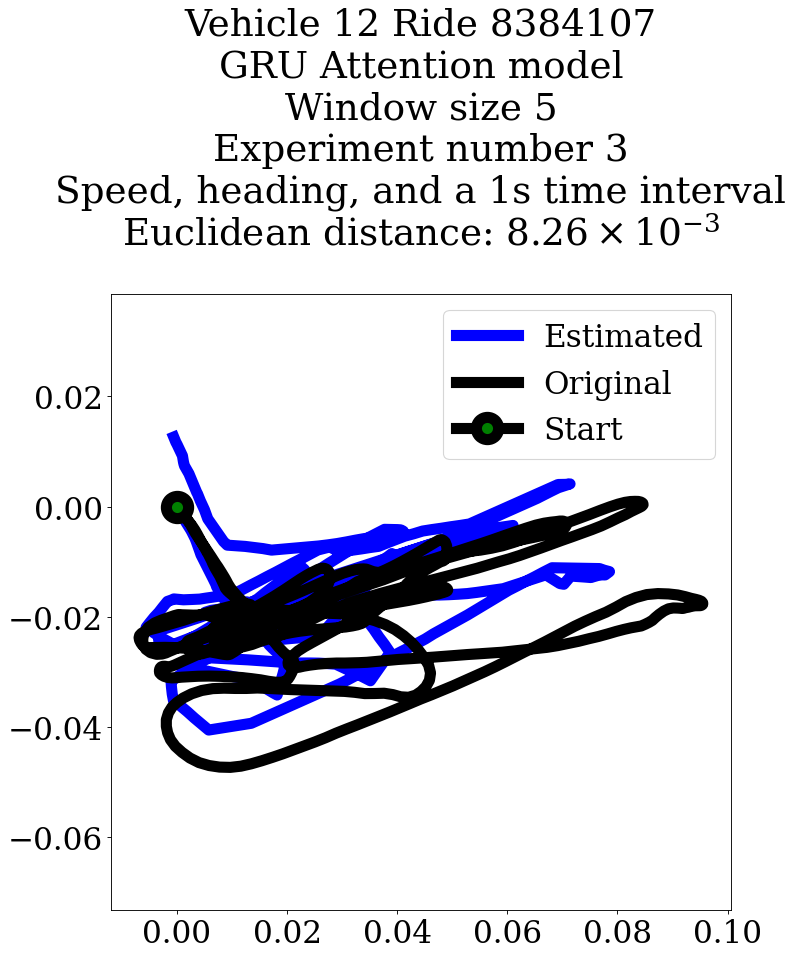 Vehicle 12 Ride 8384107
GRU Attention model
Window size 5
Experiment number 3
Speed, heading, and a 1s time interval
Euclidean distance: 8.26 × 10⁻³
Estimated
Original
Start
0.02
0.00
−0.02
−0.04
−0.06
0.00 0.02 0.04 0.06 0.08 0.10